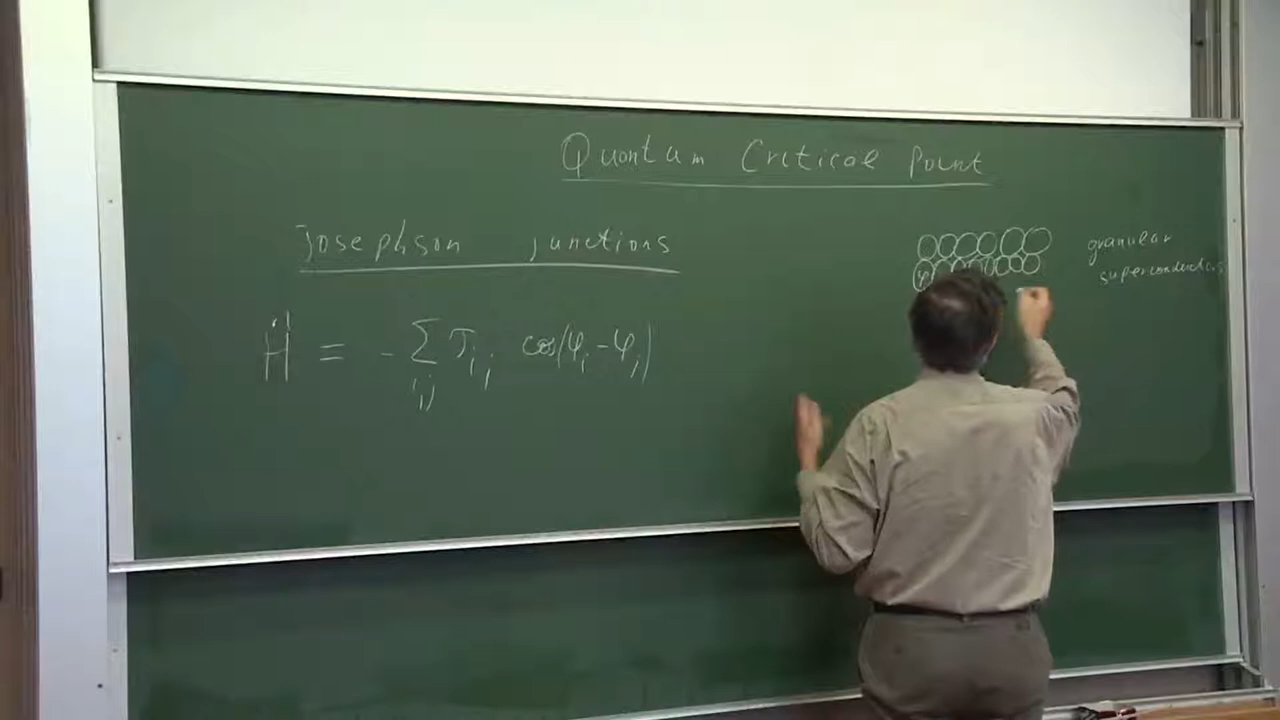 Quantum Critical Point
Josephson junctions
granular
superconductors
Ĥ = - Σ J_ij cos(φ_i - φ_j)
ij
φ